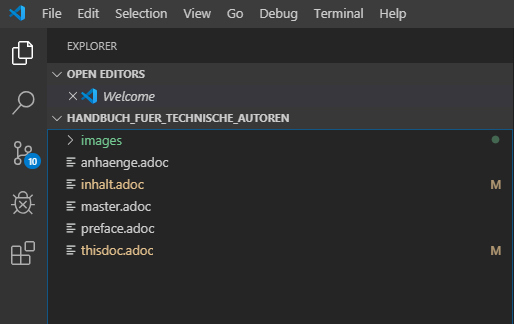 File Edit Selection View Go Debug Terminal Help
EXPLORER
OPEN EDITORS
Welcome
HANDBUCH_FUER_TECHNISCHE_AUTOREN
images
anhaenge.adoc
inhalt.adoc M
master.adoc
10
preface.adoc
thisdoc.adoc M